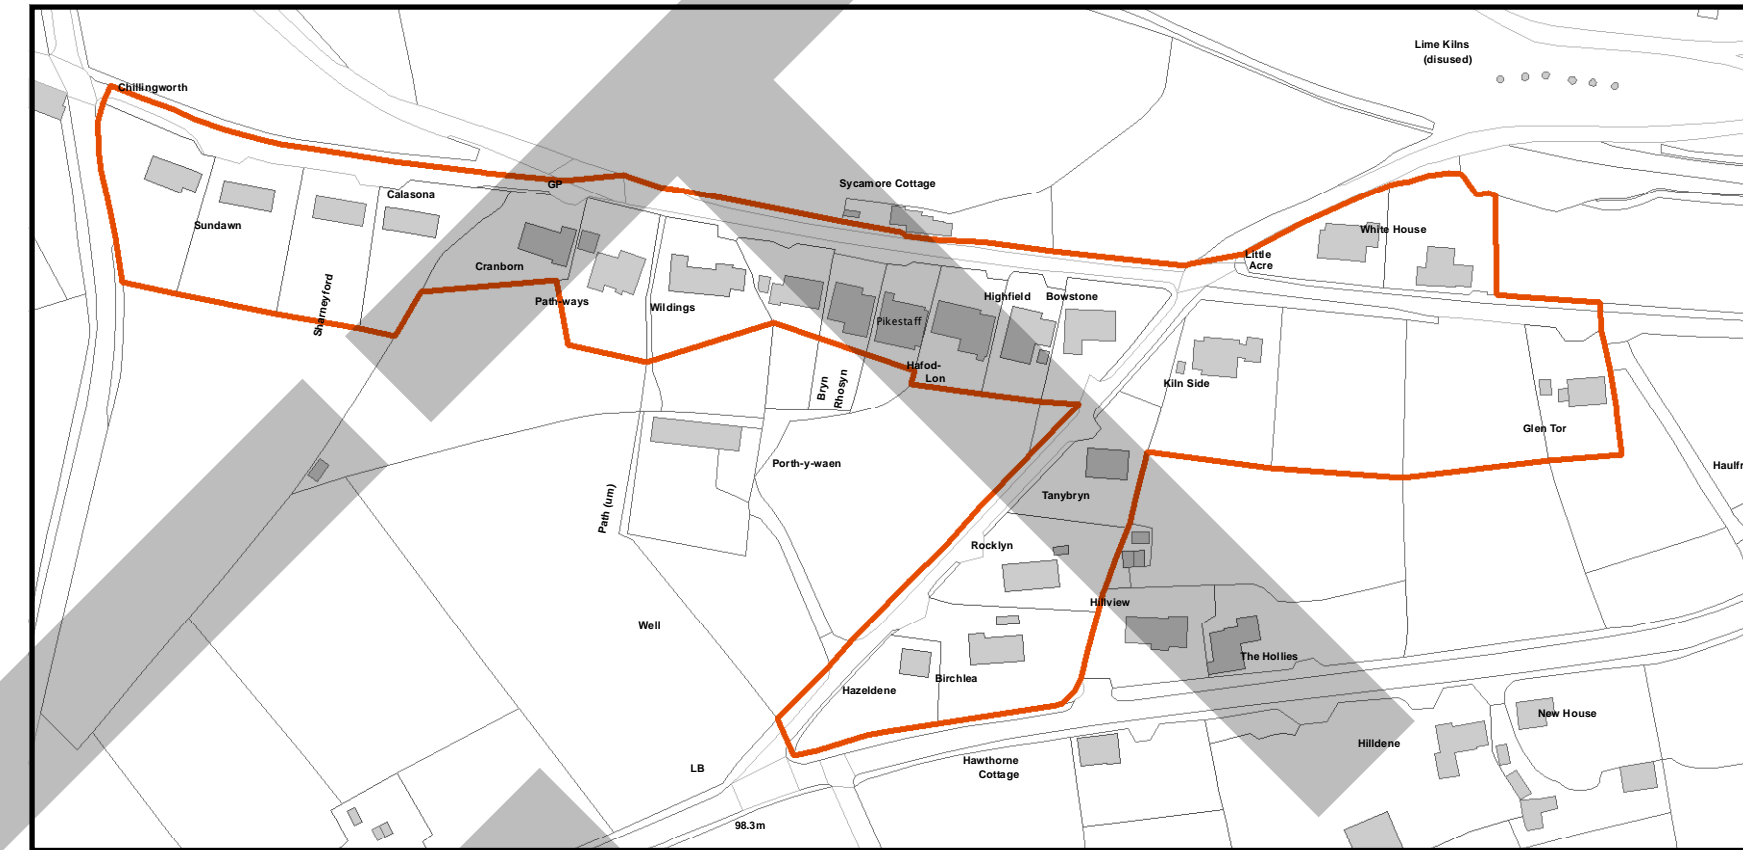 Lime Kilns
(disused)
Chillingworth
GP
Sycamore Cottage
Calasona
Sundawn
White House
Little
Acre
Cranborn
Path-ways
Sharneyford
Wildings
Highfield
Bowstone
Pikestaff
Hafod-
Lon
Bryn
Rhosyn
Kiln Side
Glen Tor
Porth-y-waen
Haulfr
Path (um)
Tanybryn
Rocklyn
Hillview
Well
The Hollies
Birchlea
Hazeldene
New House
Hilldene
LB
Hawthorne
Cottage
98.3m